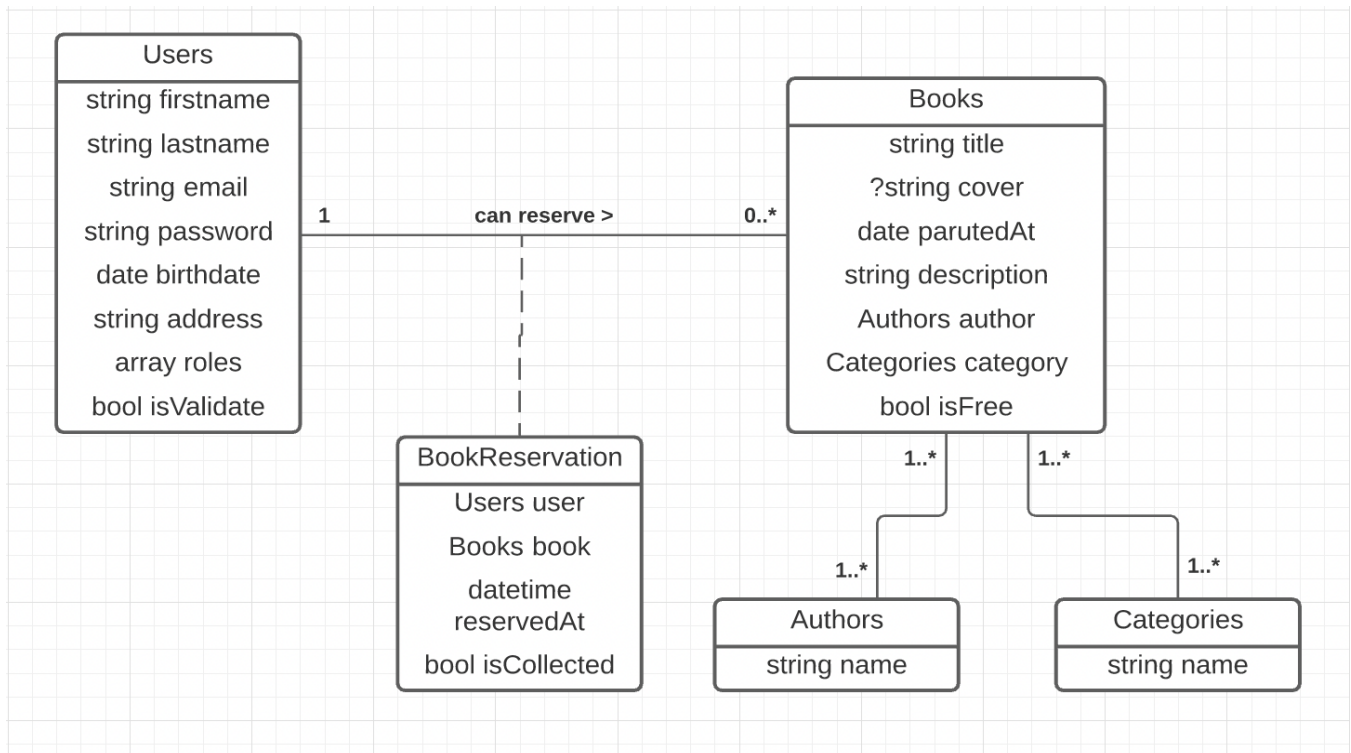 Users
string firstname
string lastname
string email
string password
date birthdate
string address
array roles
bool isValidate
1
can reserve >
0..*
Books
string title
?string cover
date parutedAt
string description
Authors author
Categories category
bool isFree
BookReservation
Users user
Books book
datetime
reservedAt
bool isCollected
1..*
1..*
1..*
1..*
Authors
string name
Categories
string name